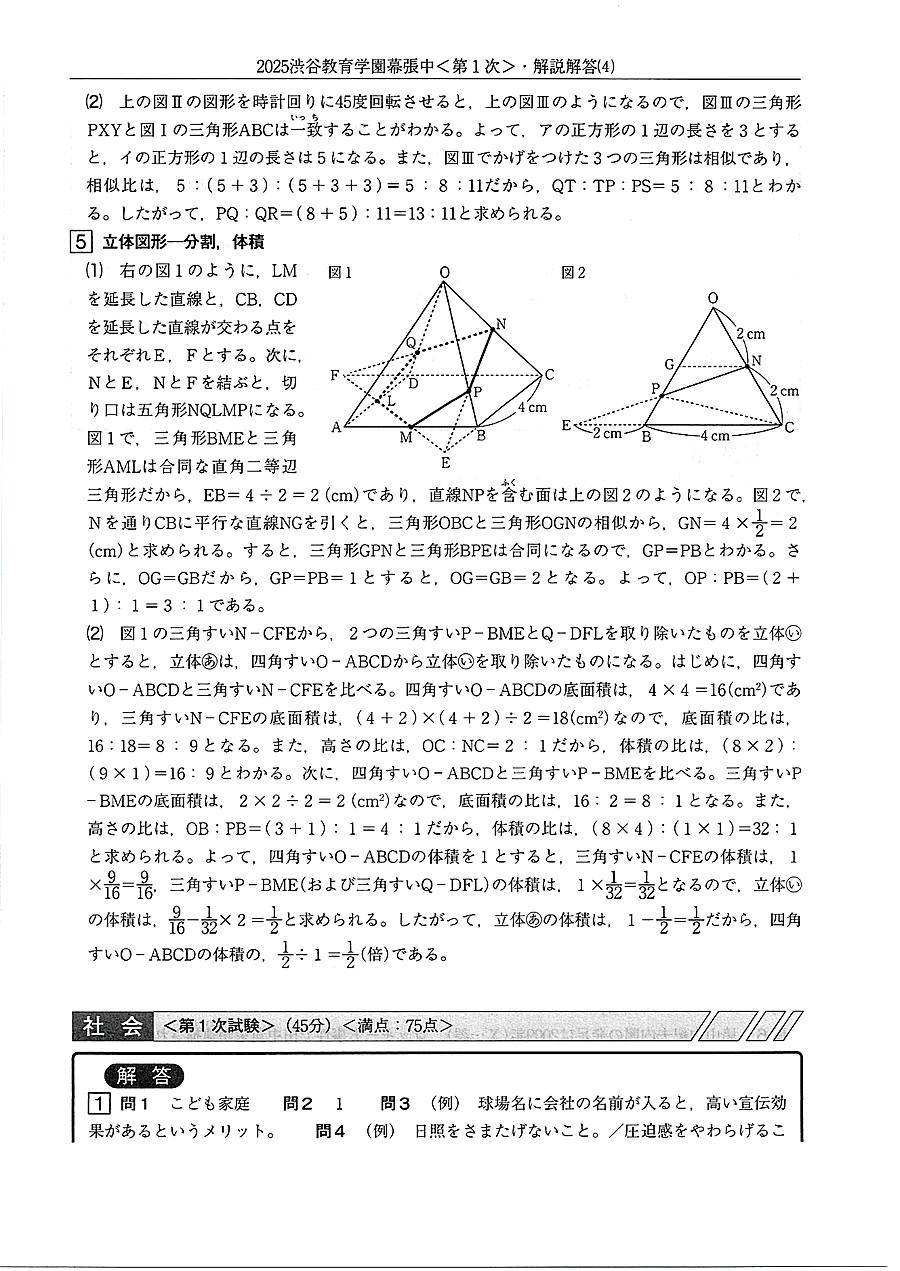 2025渋谷教育学園幕張中＜第１次＞・解説解答(4)
(2)　上の図Ⅱの図形を時計回りに45度回転させると，上の図Ⅲのようになるので，図Ⅲの三角形
いっち
PXYと図Ⅰの三角形ABCは一致することがわかる。よって，アの正方形の１辺の長さを３とする
と，イの正方形の１辺の長さは５になる。また，図Ⅲでかげをつけた３つの三角形は相似であり，
相似比は，５：(５＋３)：(５＋３＋３)＝５：８：11だから，QT：TP：PS＝５：８：11とわか
る。したがって，PQ：QR＝(８＋５)：11＝13：11と求められる。
5 立体図形―分割，体積
(1)　右の図１のように，LM
を延長した直線と，CB，CD
を延長した直線が交わる点を
それぞれE，Fとする。次に，
NとE，NとFを結ぶと，切
り口は五角形NQLMPになる。
図１で，三角形BMEと三角
形AMLは合同な直角二等辺
図１
O
N
Q
F
D
C
L
P
4 cm
A
M
B
E
図２
O
2 cm
G
N
P
2 cm
E
2 cm
B
4 cm
C
三角形だから，EB＝４÷２＝２(cm)であり，直線NPを含む面は上の図２のようになる。図２で，
ふく
Nを通りCBに平行な直線NGを引くと，三角形OBCと三角形OGNの相似から，GN＝４×1/2＝２
(cm)と求められる。すると，三角形GPNと三角形BPEは合同になるので，GP＝PBとわかる。さ
らに，OG＝GBだから，GP＝PB＝１とすると，OG＝GB＝２となる。よって，OP：PB＝(２＋
１)：１＝３：１である。
(2)　図１の三角すいN－CFEから，２つの三角すいP－BMEとQ－DFLを取り除いたものを立体㋑
とすると，立体㋐は，四角すいO－ABCDから立体㋑を取り除いたものになる。はじめに，四角す
いO－ABCDと三角すいN－CFEを比べる。四角すいO－ABCDの底面積は，４×４＝16(cm²)であ
り，三角すいN－CFEの底面積は，(４＋２)×(４＋２)÷２＝18(cm²)なので，底面積の比は，
16：18＝８：９となる。また，高さの比は，OC：NC＝２：１だから，体積の比は，(８×２)：
(９×１)＝16：９とわかる。次に，四角すいO－ABCDと三角すいP－BMEを比べる。三角すいP
－BMEの底面積は，２×２÷２＝２(cm²)なので，底面積の比は，16：２＝８：１となる。また，
高さの比は，OB：PB＝(３＋１)：１＝４：１だから，体積の比は，(８×４)：(１×１)＝32：１
と求められる。よって，四角すいO－ABCDの体積を１とすると，三角すいN－CFEの体積は，１
×9/16＝9/16，三角すいP－BME(および三角すいQ－DFL)の体積は，１×1/32＝1/32となるので，立体㋑
の体積は，9/16－1/32×２＝1/2と求められる。したがって，立体㋐の体積は，１－1/2＝1/2だから，四角
すいO－ABCDの体積の，1/2÷１＝1/2(倍)である。
社　会 ＜第１次試験＞（45分）＜満点：75点＞
解　答
1 問１　こども家庭　　問２　１　　問３　（例）　球場名に会社の名前が入ると，高い宣伝効
果があるというメリット。　　問４　（例）　日照をさまたげないこと。／圧迫感をやわらげるこ